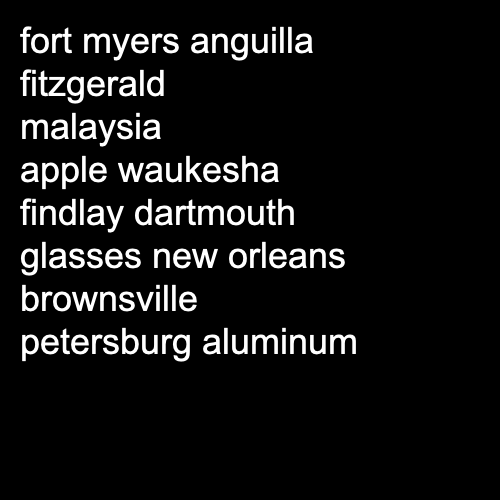 fort myers anguilla
fitzgerald
malaysia
apple waukesha
findlay dartmouth
glasses new orleans
brownsville
petersburg aluminum